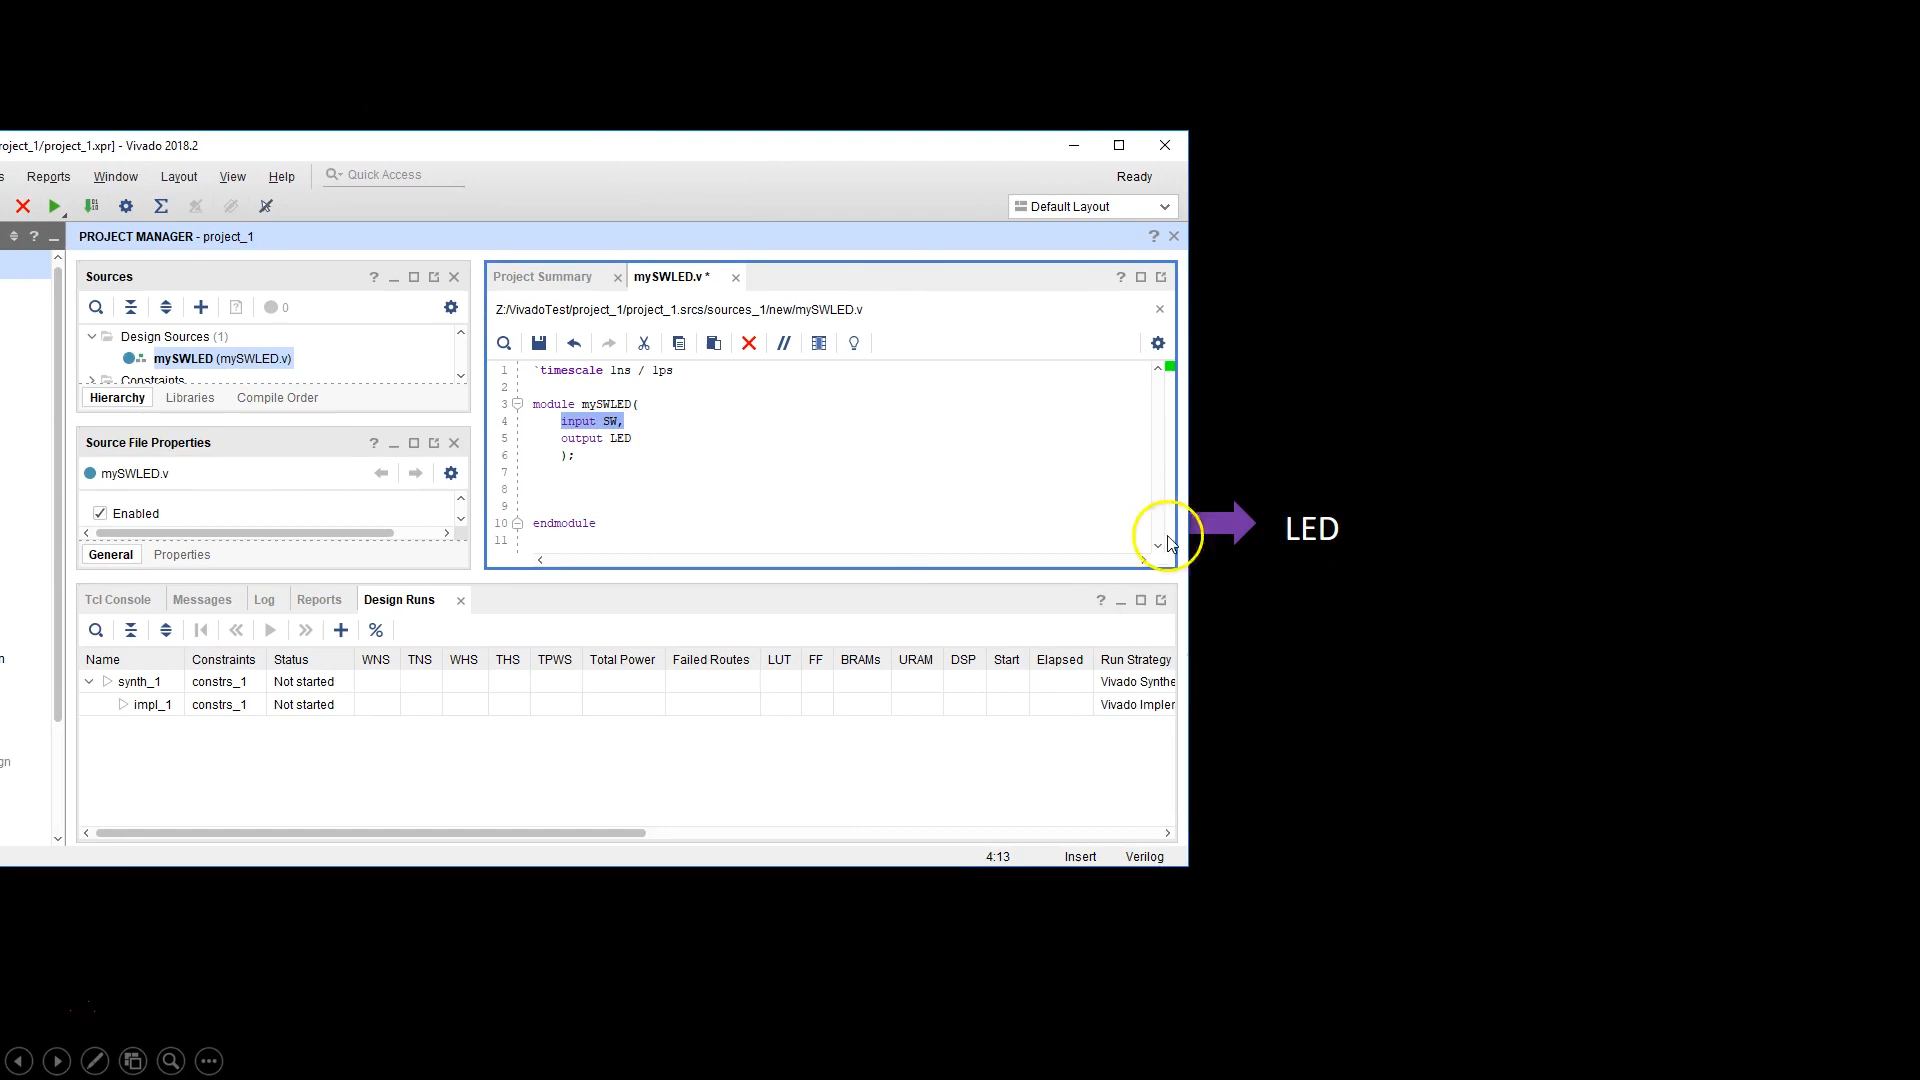 roject_1/project_1.xpr] - Vivado 2018.2
s Reports Window Layout View Help Quick Access Ready
Default Layout
PROJECT MANAGER - project_1
Sources
0
Design Sources (1)
mySWLED (mySWLED.v)
Constraints
Hierarchy Libraries Compile Order
Source File Properties
mySWLED.v
Enabled
General Properties
Project Summary mySWLED.v *
Z:/VivadoTest/project_1/project_1.srcs/sources_1/new/mySWLED.v
1 `timescale 1ns / 1ps
2
3 module mySWLED(
4 input SW,
5 output LED
6 );
7
8
9
10 endmodule
11
LED
Tcl Console Messages Log Reports Design Runs
Name Constraints Status WNS TNS WHS THS TPWS Total Power Failed Routes LUT FF BRAMs URAM DSP Start Elapsed Run Strategy
synth_1 constrs_1 Not started Vivado Synthe
impl_1 constrs_1 Not started Vivado Imple
n
gn
4:13 Insert Verilog